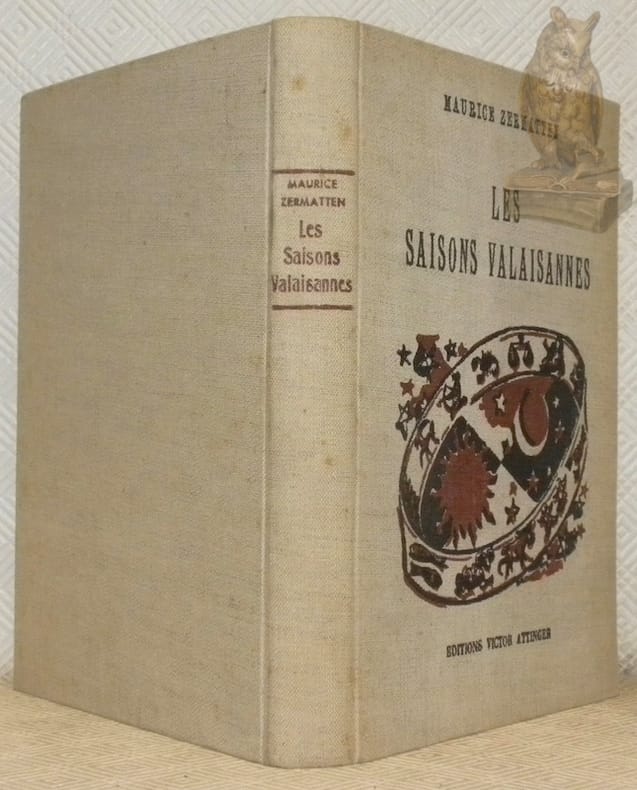 MAURICE
ZERMATTEN
Les
Saisons
Valaisannes
MAURICE ZERMATTEN
LES
SAISONS VALAISANNES
EDITIONS VICTOR ATTINGER